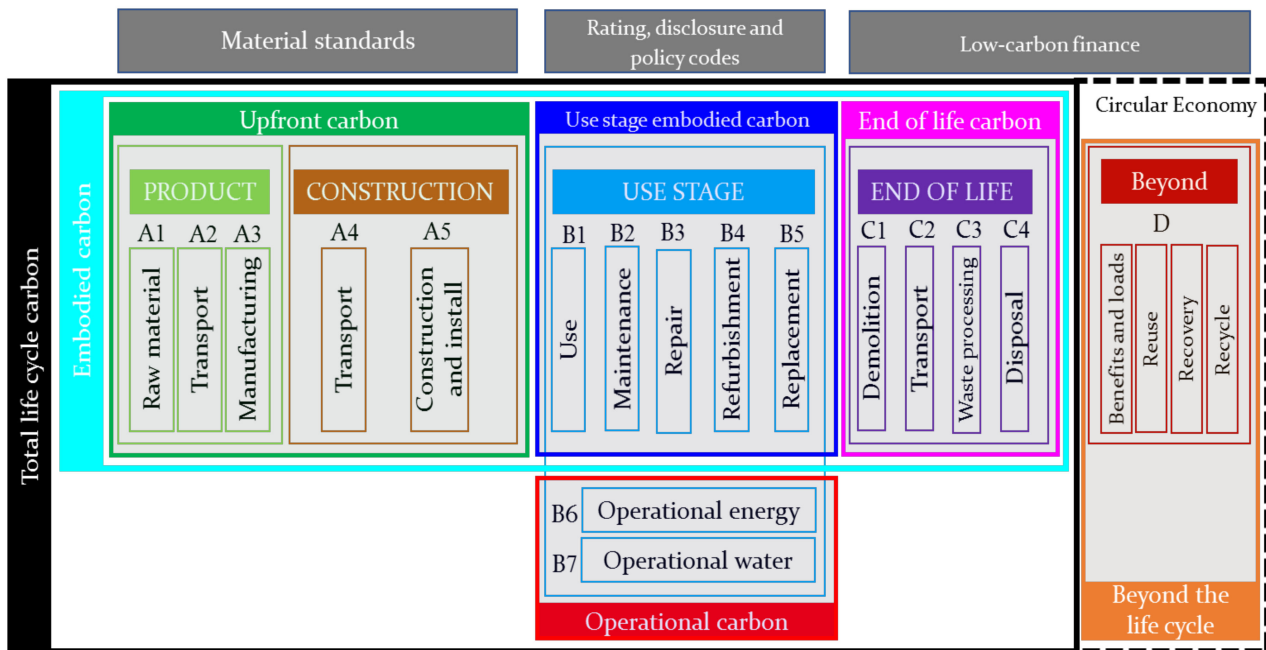 Material standards
Rating, disclosure and
policy codes
Low-carbon finance
Total life cycle carbon
Embodied carbon
Upfront carbon
PRODUCT
A1 A2 A3
Raw material
Transport
Manufacturing
CONSTRUCTION
A4 A5
Transport
Construction
and install
Use stage embodied carbon
USE STAGE
B1 B2 B3 B4 B5
Use
Maintenance
Repair
Refurbishment
Replacement
B6 Operational energy
B7 Operational water
Operational carbon
End of life carbon
END OF LIFE
C1 C2 C3 C4
Demolition
Transport
Waste processing
Disposal
Circular Economy
Beyond
D
Benefits and loads
Reuse
Recovery
Recycle
Beyond the
life cycle